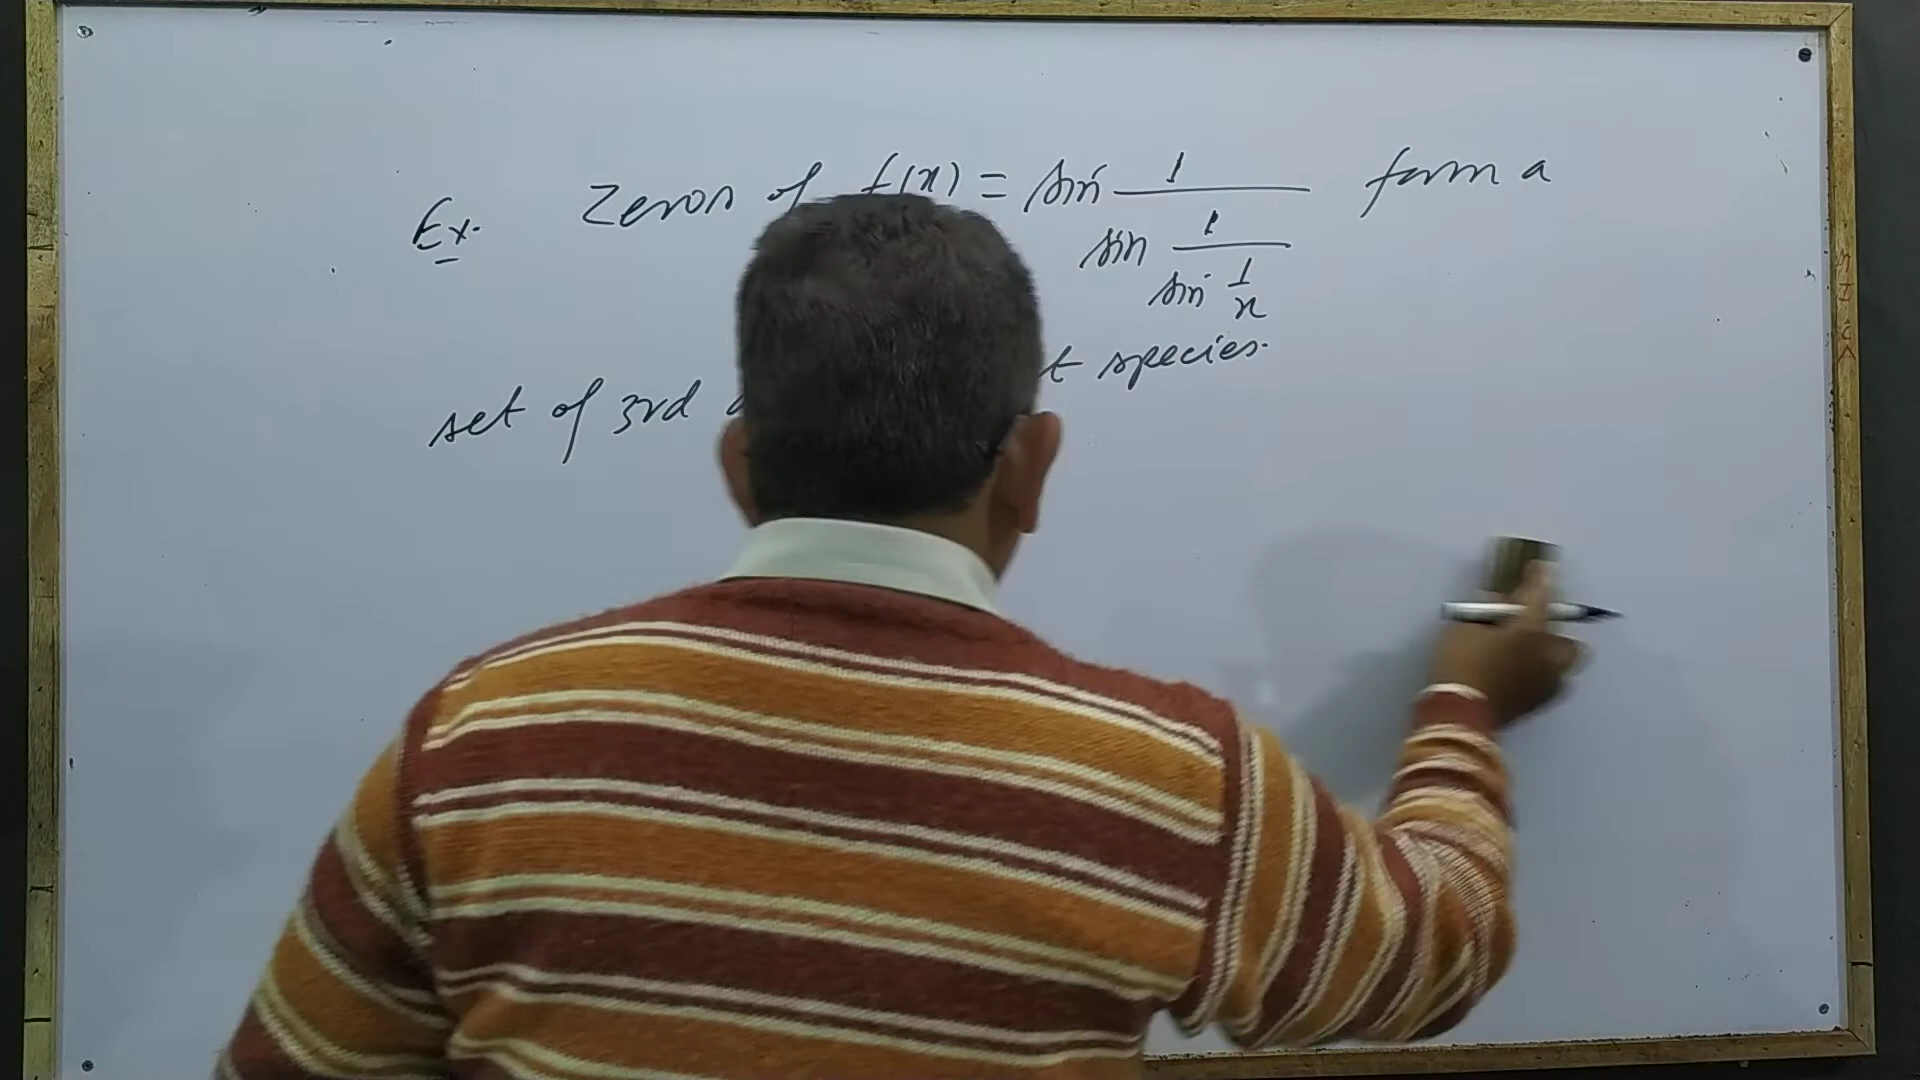 Ex. Zeros of f(x) = sin 1 / (sin 1 / (sin 1/x)) form a
set of 3rd species.